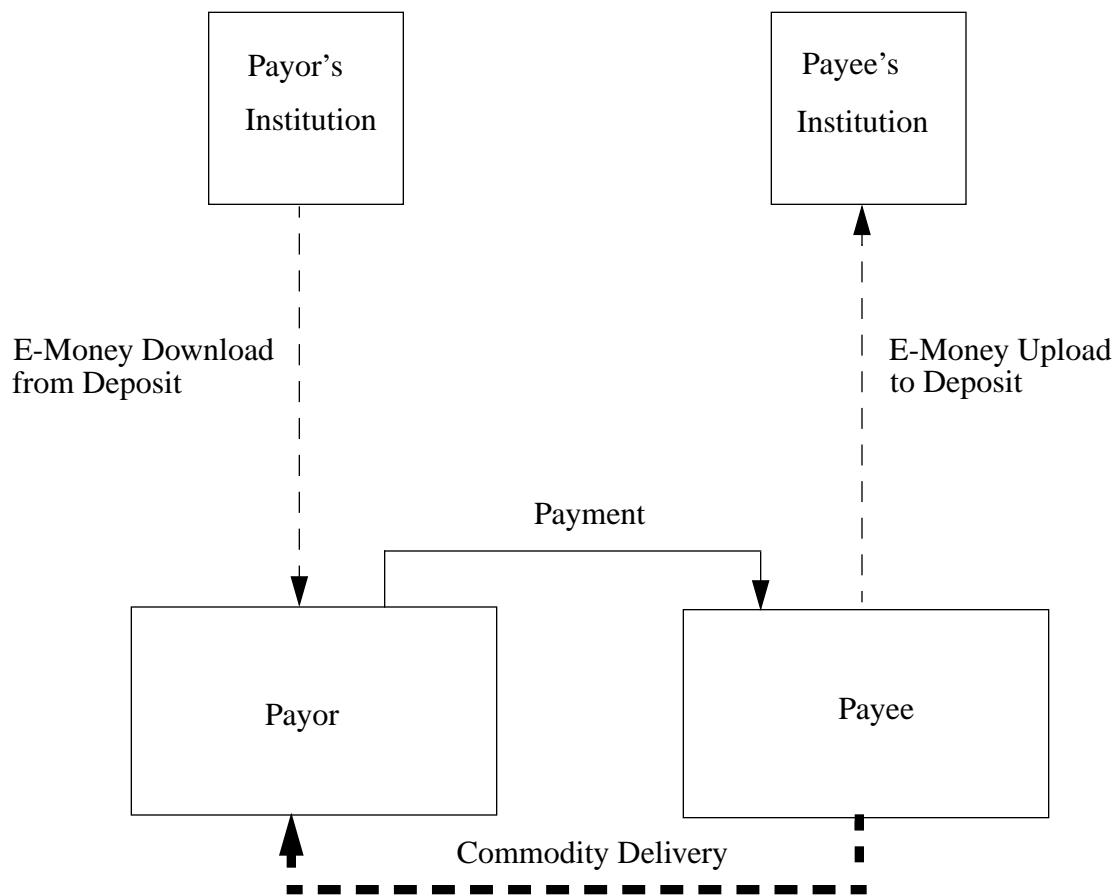 Payor's
Institution
Payee's
Institution
E-Money Download
from Deposit
E-Money Upload
to Deposit
Payment
Payor
Payee
Commodity Delivery